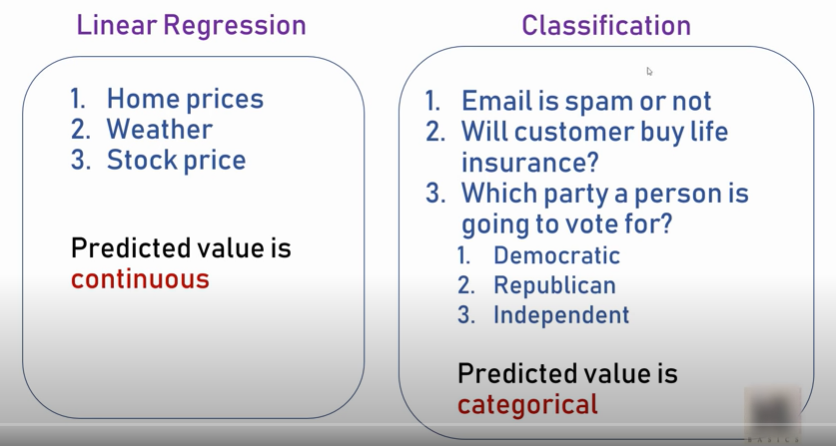 Linear Regression
1. Home prices
2. Weather
3. Stock price
Predicted value is
continuous
Classification
1. Email is spam or not
2. Will customer buy life
insurance?
3. Which party a person is
going to vote for?
1. Democratic
2. Republican
3. Independent
Predicted value is
categorical